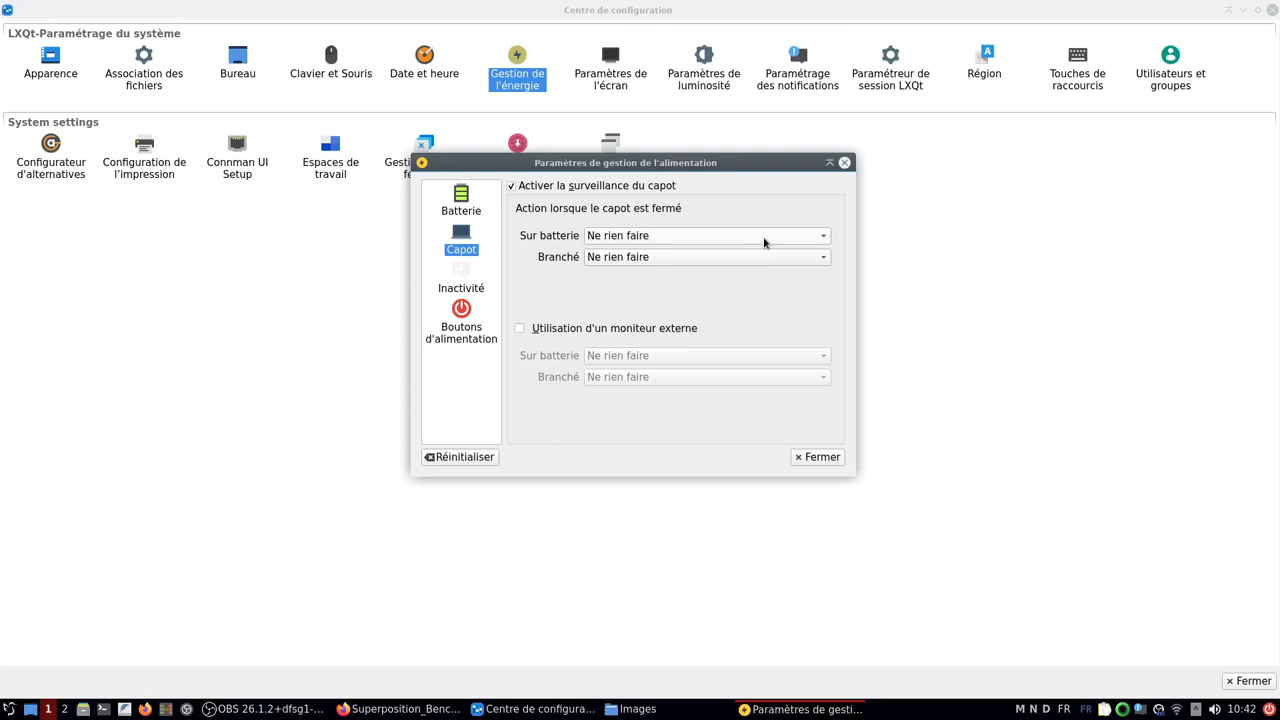 Centre de configuration
LXQt-Paramétrage du système
Apparence
Association des
fichiers
Bureau
Clavier et Souris
Date et heure
Gestion de
l'énergie
Paramètres de
l'écran
Paramètres de
luminosité
Paramétrage
des notifications
Paramétreur de
session LXQt
Région
Touches de
raccourcis
Utilisateurs et
groupes
System settings
Configurateur
d'alternatives
Configuration de
l’impression
Connman UI
Setup
Espaces de
travail
Paramètres de gestion de l'alimentation
Batterie
Capot
Inactivité
Boutons
d'alimentation
Activer la surveillance du capot
Action lorsque le capot est fermé
Sur batterie Ne rien faire
Branché Ne rien faire
Utilisation d'un moniteur externe
Sur batterie Ne rien faire
Branché Ne rien faire
Réinitialiser
Fermer
Fermer
1 2 OBS 26.1.2+dfsg1-... Superposition_Benc... Centre de configura... Images Paramètres de gesti... M N D FR FR 10:42